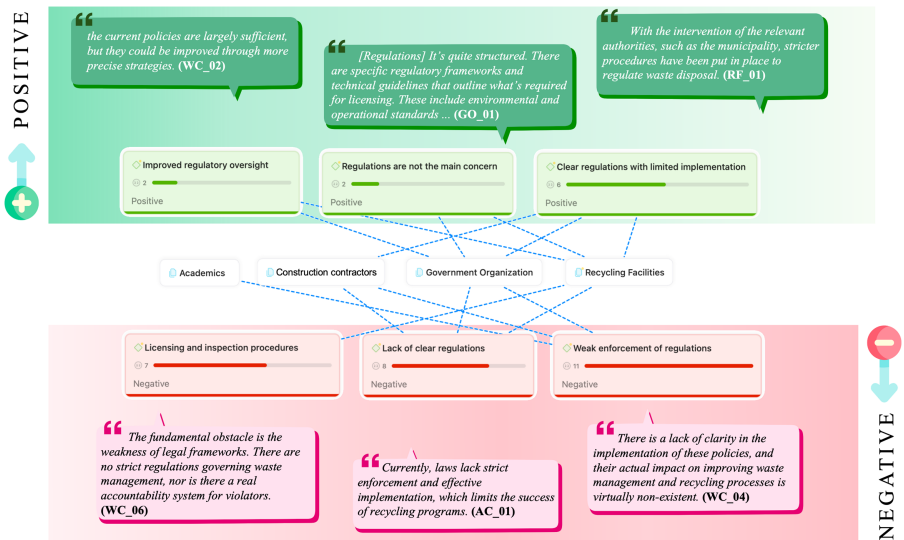 POSITIVE
the current policies are largely sufficient,
but they could be improved through more
precise strategies. (WC_02)
[Regulations] It's quite structured. There
are specific regulatory frameworks and
technical guidelines that outline what's required
for licensing. These include environmental and
operational standards ... (GO_01)
With the intervention of the relevant
authorities, such as the municipality, stricter
procedures have been put in place to
regulate waste disposal. (RF_01)
Improved regulatory oversight
2
Positive
Regulations are not the main concern
2
Positive
Clear regulations with limited implementation
6
Positive
Academics
Construction contractors
Government Organization
Recycling Facilities
Licensing and inspection procedures
7
Negative
Lack of clear regulations
8
Negative
Weak enforcement of regulations
11
Negative
The fundamental obstacle is the
weakness of legal frameworks. There are
no strict regulations governing waste
management, nor is there a real
accountability system for violators.
(WC_06)
Currently, laws lack strict
enforcement and effective
implementation, which limits the success
of recycling programs. (AC_01)
There is a lack of clarity in the
implementation of these policies, and
their actual impact on improving waste
management and recycling processes is
virtually non-existent. (WC_04)
NEGATIVE